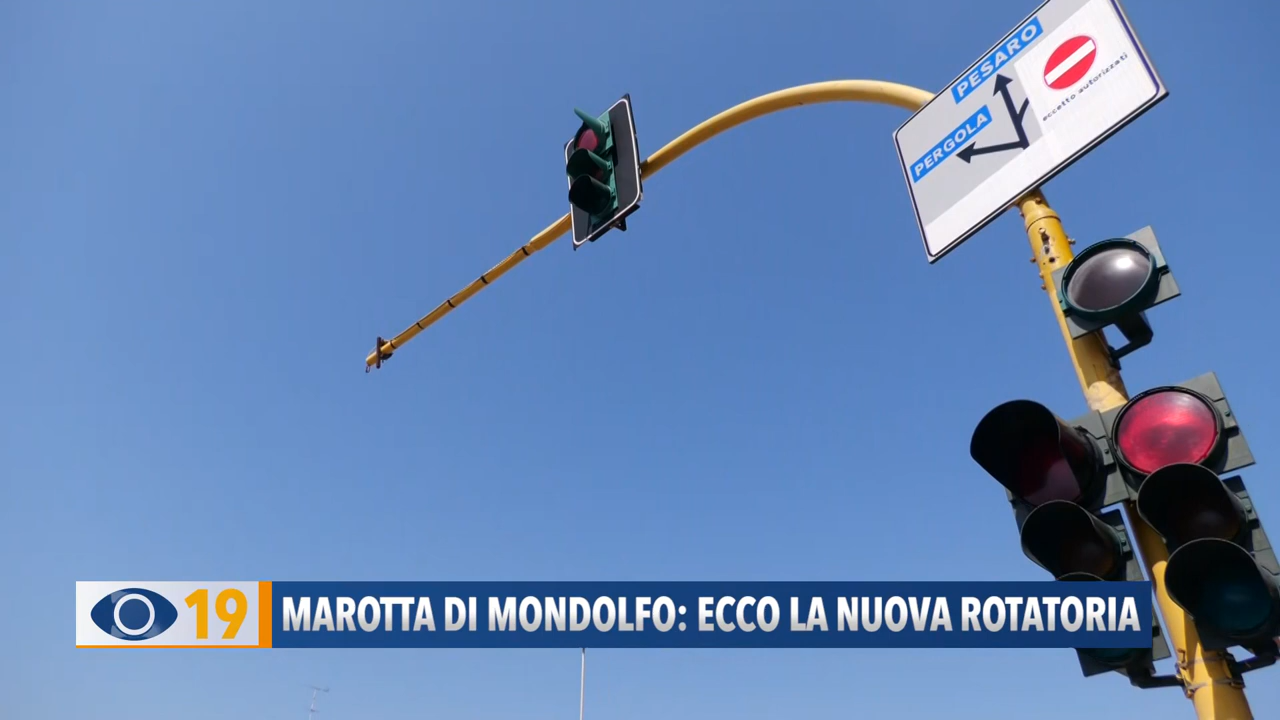 PESARO
PERGOLA
eccetto autorizzati
19 MAROTTA DI MONDOLFO: ECCO LA NUOVA ROTATORIA